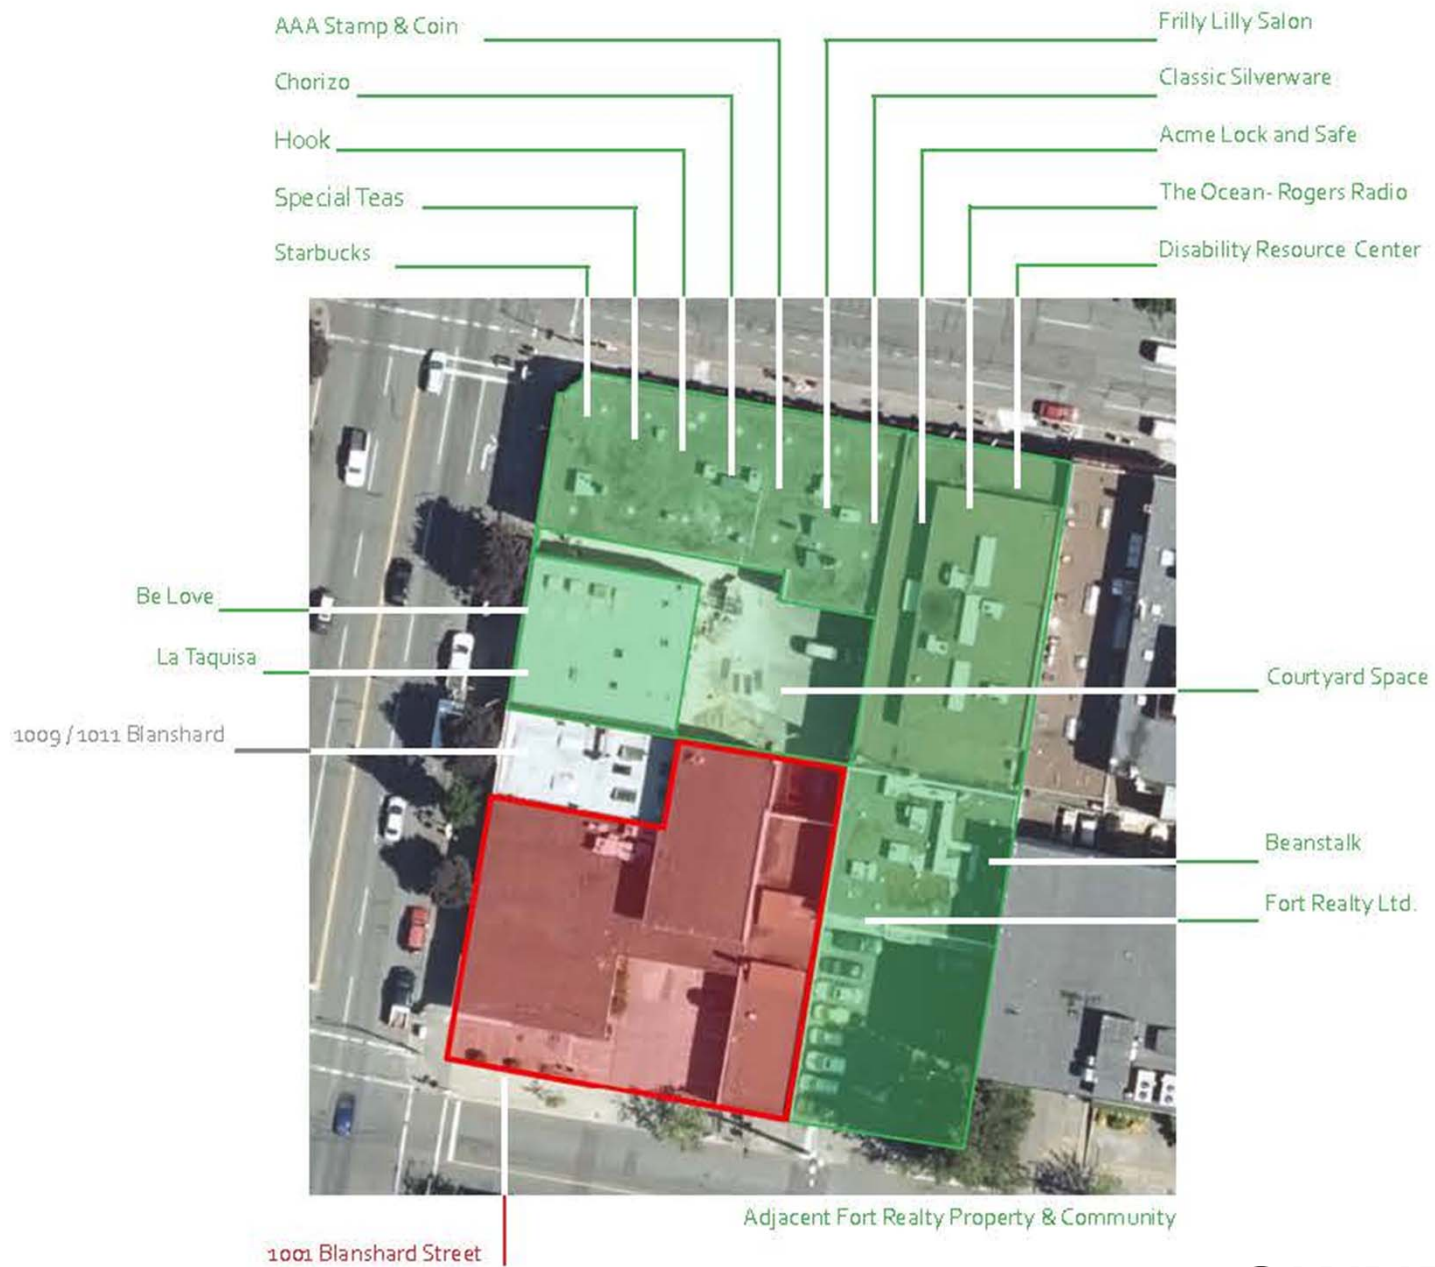 AAA Stamp & Coin
Chorizo
Hook
Special Teas
Starbucks
Frilly Lilly Salon
Classic Silverware
Acme Lock and Safe
The Ocean- Rogers Radio
Disability Resource Center
Be Love
La Taquisa
1009 / 1011 Blanshard
Courtyard Space
Beanstalk
Fort Realty Ltd.
Adjacent Fort Realty Property & Community
1001 Blanshard Street